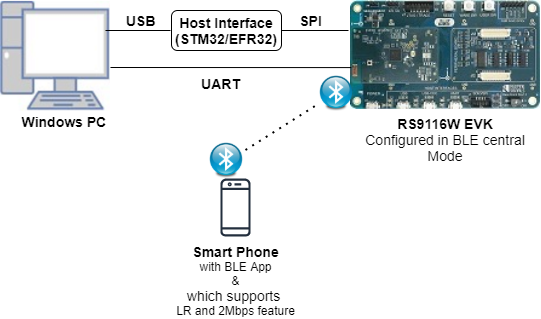 USB
Host Interface
(STM32/EFR32)
SPI
UART
Windows PC
RS9116W EVK
Configured in BLE central
Mode
Smart Phone
with BLE App
&
which supports
LR and 2Mbps feature